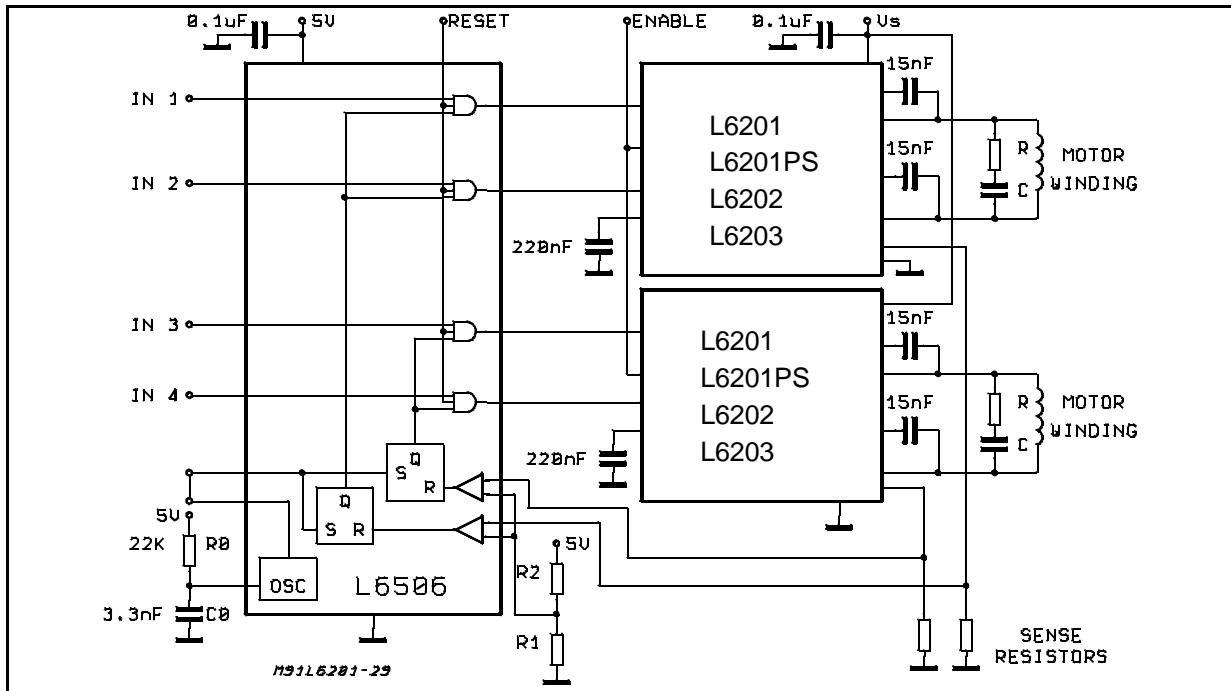 0.1uF 5V RESET ENABLE 0.1uF Vs
15nF
IN 1
L6201
L6201PS
L6202
L6203
15nF
R
C
MOTOR
WINDING
IN 2
220nF
IN 3
L6201
L6201PS
L6202
L6203
15nF
IN 4
15nF
R
C
MOTOR
WINDING
220nF
S Q R
S Q R
5V
22K R0
OSC
L6506
3.3nF C0
5V
R2
R1
SENSE
RESISTORS
M91L6201-29